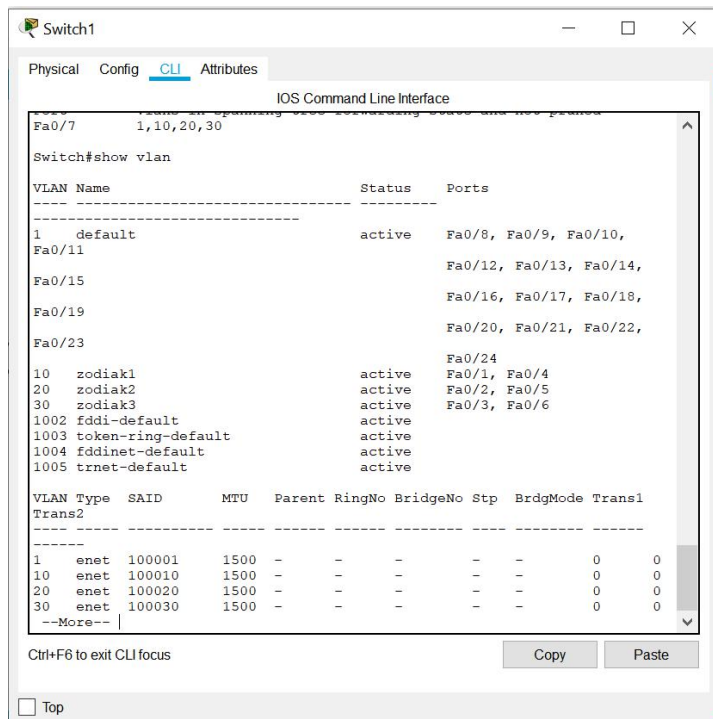 Switch1
Physical Config CLI Attributes
IOS Command Line Interface
Fa0/7 1,10,20,30
Switch#show vlan
VLAN Name Status Ports
---- -------------------------------- ---------
-------------------------------
1 default active Fa0/8, Fa0/9, Fa0/10,
Fa0/11
Fa0/12, Fa0/13, Fa0/14,
Fa0/15
Fa0/16, Fa0/17, Fa0/18,
Fa0/19
Fa0/20, Fa0/21, Fa0/22,
Fa0/23
Fa0/24
10 zodiak1 active Fa0/1, Fa0/4
20 zodiak2 active Fa0/2, Fa0/5
30 zodiak3 active Fa0/3, Fa0/6
1002 fddi-default active
1003 token-ring-default active
1004 fddinet-default active
1005 trnet-default active
VLAN Type SAID MTU Parent RingNo BridgeNo Stp BrdgMode Trans1
Trans2
---- ----- ---------- ----- ------ ------ -------- ---- -------- ------
------
1 enet 100001 1500 - - - - - 0 0
10 enet 100010 1500 - - - - - 0 0
20 enet 100020 1500 - - - - - 0 0
30 enet 100030 1500 - - - - - 0 0
--More--
Ctrl+F6 to exit CLI focus
Copy Paste
Top